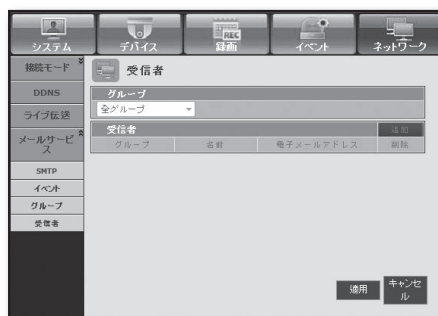 REC
システム デバイス 録画 イベント ネットワーク
接続モード
受信者
DDNS
グループ
全グループ
ライブ伝送
受信者 追加
メールサービス
グループ 名前 電子メールアドレス 削除
SMTP
イベント
グループ
受信者
適用 キャンセル